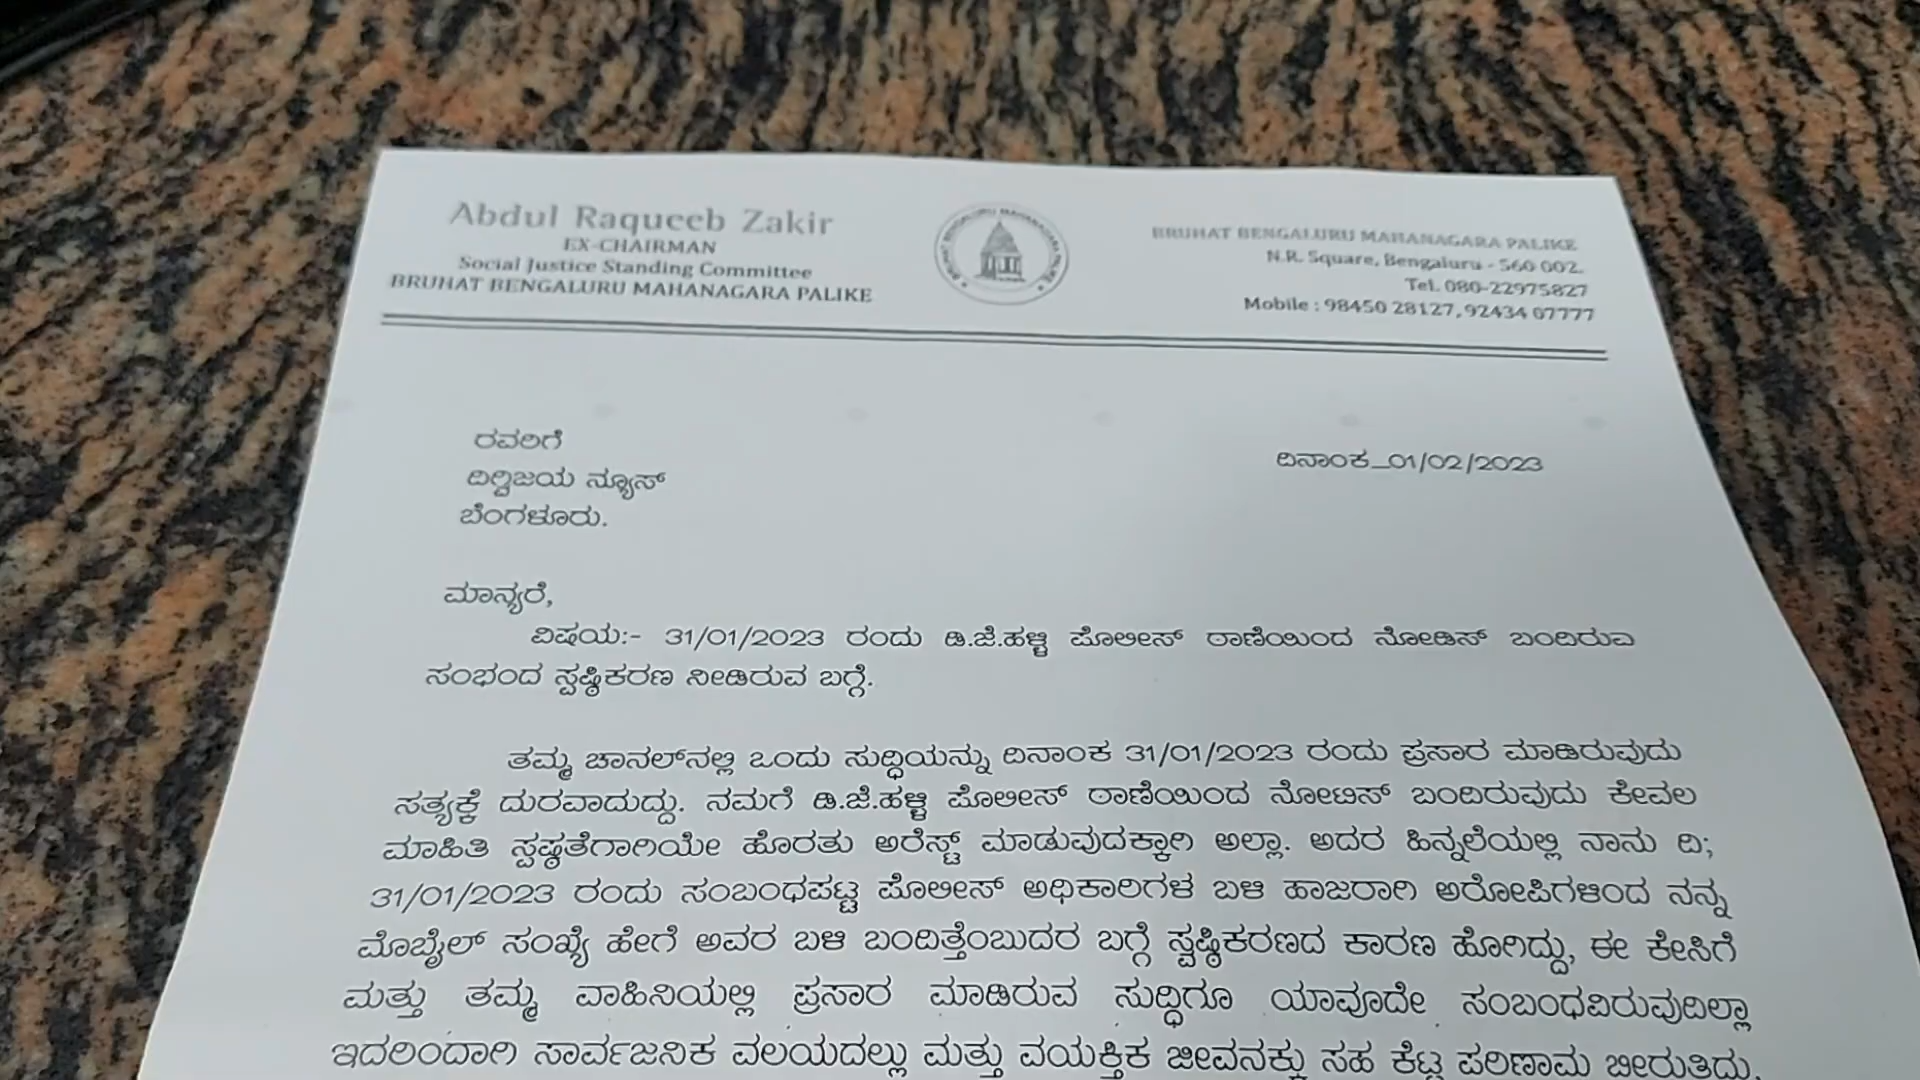 Abdul Raqueeb Zakir
EX-CHAIRMAN
Social Justice Standing Committee
BRUHAT BENGALURU MAHANAGARA PALIKE
BRUHAT BENGALURU MAHANAGARA PALIKE
BRUHAT BENGALURU MAHANAGARA PALIKE
N.R. Square, Bengaluru - 560 002.
Tel. 080-22975827
Mobile : 98450 28127, 92434 07777
ರವರಿಗೆ
ದಿಗ್ವಿಜಯ ನ್ಯೂಸ್
ಬೆಂಗಳೂರು.
ದಿನಾಂಕ_01/02/2023
ಮಾನ್ಯರೆ,
ವಿಷಯ:- 31/01/2023 ರಂದು ಡಿ.ಜೆ.ಹಳ್ಳಿ ಪೊಲೀಸ್ ಠಾಣೆಯಿಂದ ನೋಡಿಸ್ ಬಂದಿರುವ
ಸಂಭಂದ ಸ್ಪಷ್ಠಿಕರಣ ನೀಡಿರುವ ಬಗ್ಗೆ.
ತಮ್ಮ ಚಾನಲ್‌ನಲ್ಲಿ ಒಂದು ಸುದ್ಧಿಯನ್ನು ದಿನಾಂಕ 31/01/2023 ರಂದು ಪ್ರಸಾರ ಮಾಡಿರುವುದು
ಸತ್ಯಕ್ಕೆ ದುರವಾದುದ್ದು. ನಮಗೆ ಡಿ.ಜೆ.ಹಳ್ಳಿ ಪೊಲೀಸ್ ಠಾಣೆಯಿಂದ ನೋಟಿಸ್ ಬಂದಿರುವುದು ಕೇವಲ
ಮಾಹಿತಿ ಸ್ಪಷ್ಠತೆಗಾಗಿಯೇ ಹೊರತು ಅರೆಸ್ಟ್ ಮಾಡುವುದಕ್ಕಾಗಿ ಅಲ್ಲಾ. ಅದರ ಹಿನ್ನಲೆಯಲ್ಲಿ ನಾನು ದಿ;
31/01/2023 ರಂದು ಸಂಬಂಧಪಟ್ಟ ಪೊಲೀಸ್ ಅಧಿಕಾರಿಗಳ ಬಳಿ ಹಾಜರಾಗಿ ಅರೋಪಿಗಳಿಂದ ನನ್ನ
ಮೊಬೈಲ್ ಸಂಖ್ಯೆ ಹೇಗೆ ಅವರ ಬಳಿ ಬಂದಿತ್ತೆಂಬುದರ ಬಗ್ಗೆ ಸ್ಪಷ್ಠಿಕರಣದ ಕಾರಣ ಹೋಗಿದ್ದು, ಈ ಕೇಸಿಗೆ
ಮತ್ತು ತಮ್ಮ ವಾಹಿನಿಯಲ್ಲಿ ಪ್ರಸಾರ ಮಾಡಿರುವ ಸುದ್ಧಿಗೂ ಯಾವೂದೇ ಸಂಬಂಧವಿರುವುದಿಲ್ಲಾ
ಇದರಿಂದಾಗಿ ಸಾರ್ವಜನಿಕ ವಲಯದಲ್ಲು ಮತ್ತು ವಯಕ್ತಿಕ ಜೀವನಕ್ಕು ಸಹ ಕೆಟ್ಟ ಪರಿಣಾಮ ಬೀರುತಿದ್ದು,